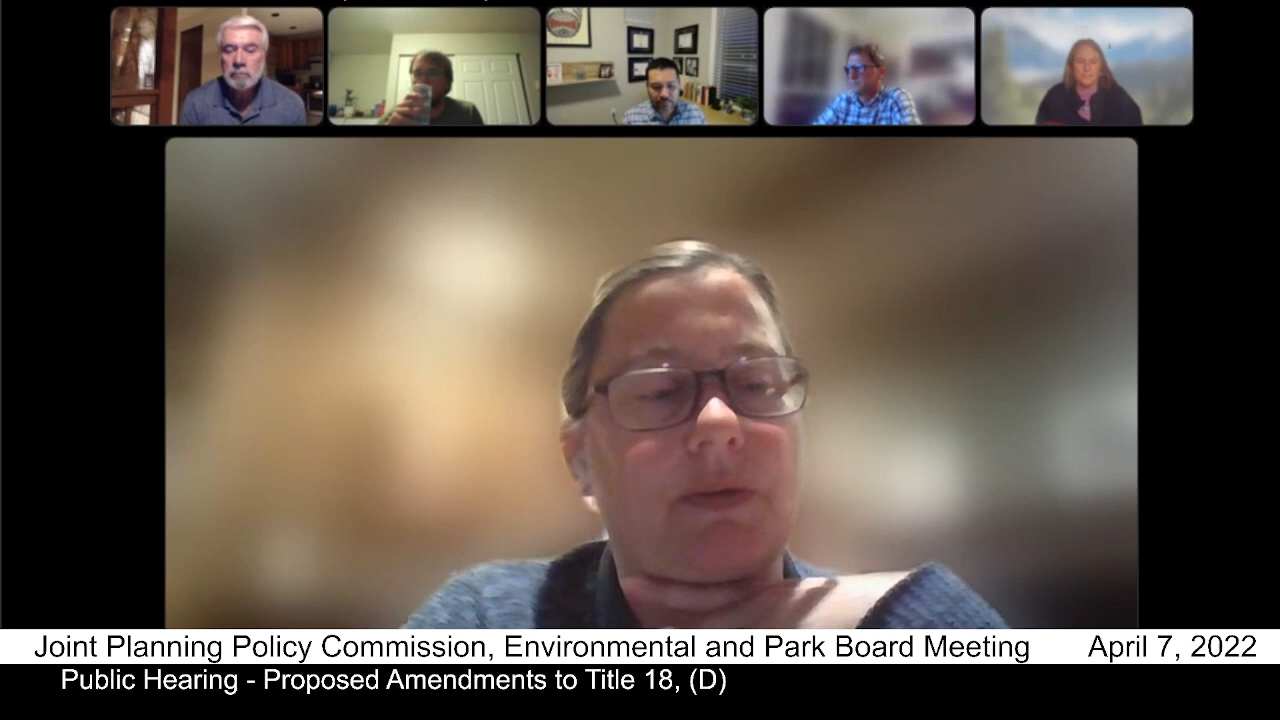 Joint Planning Policy Commission, Environmental and Park Board Meeting April 7, 2022
Public Hearing - Proposed Amendments to Title 18, (D)